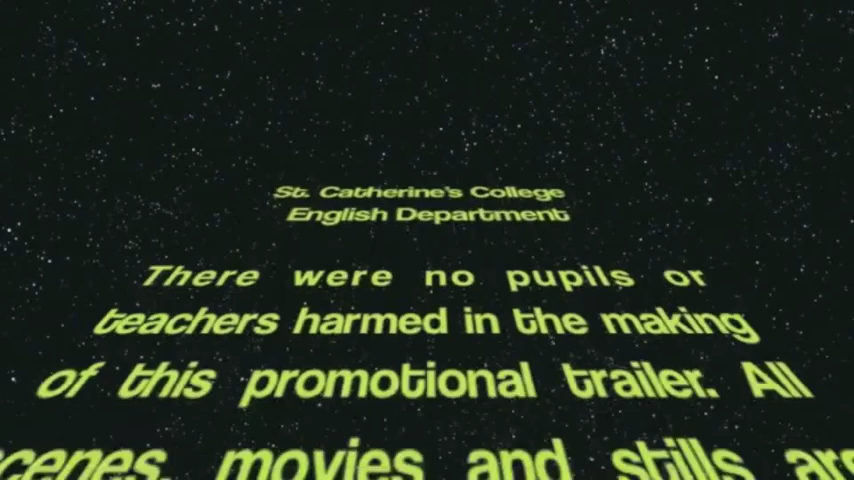 St. Catherine's College
English Department
There were no pupils or
teachers harmed in the making
of this promotional trailer. All
scenes, movies and stills are